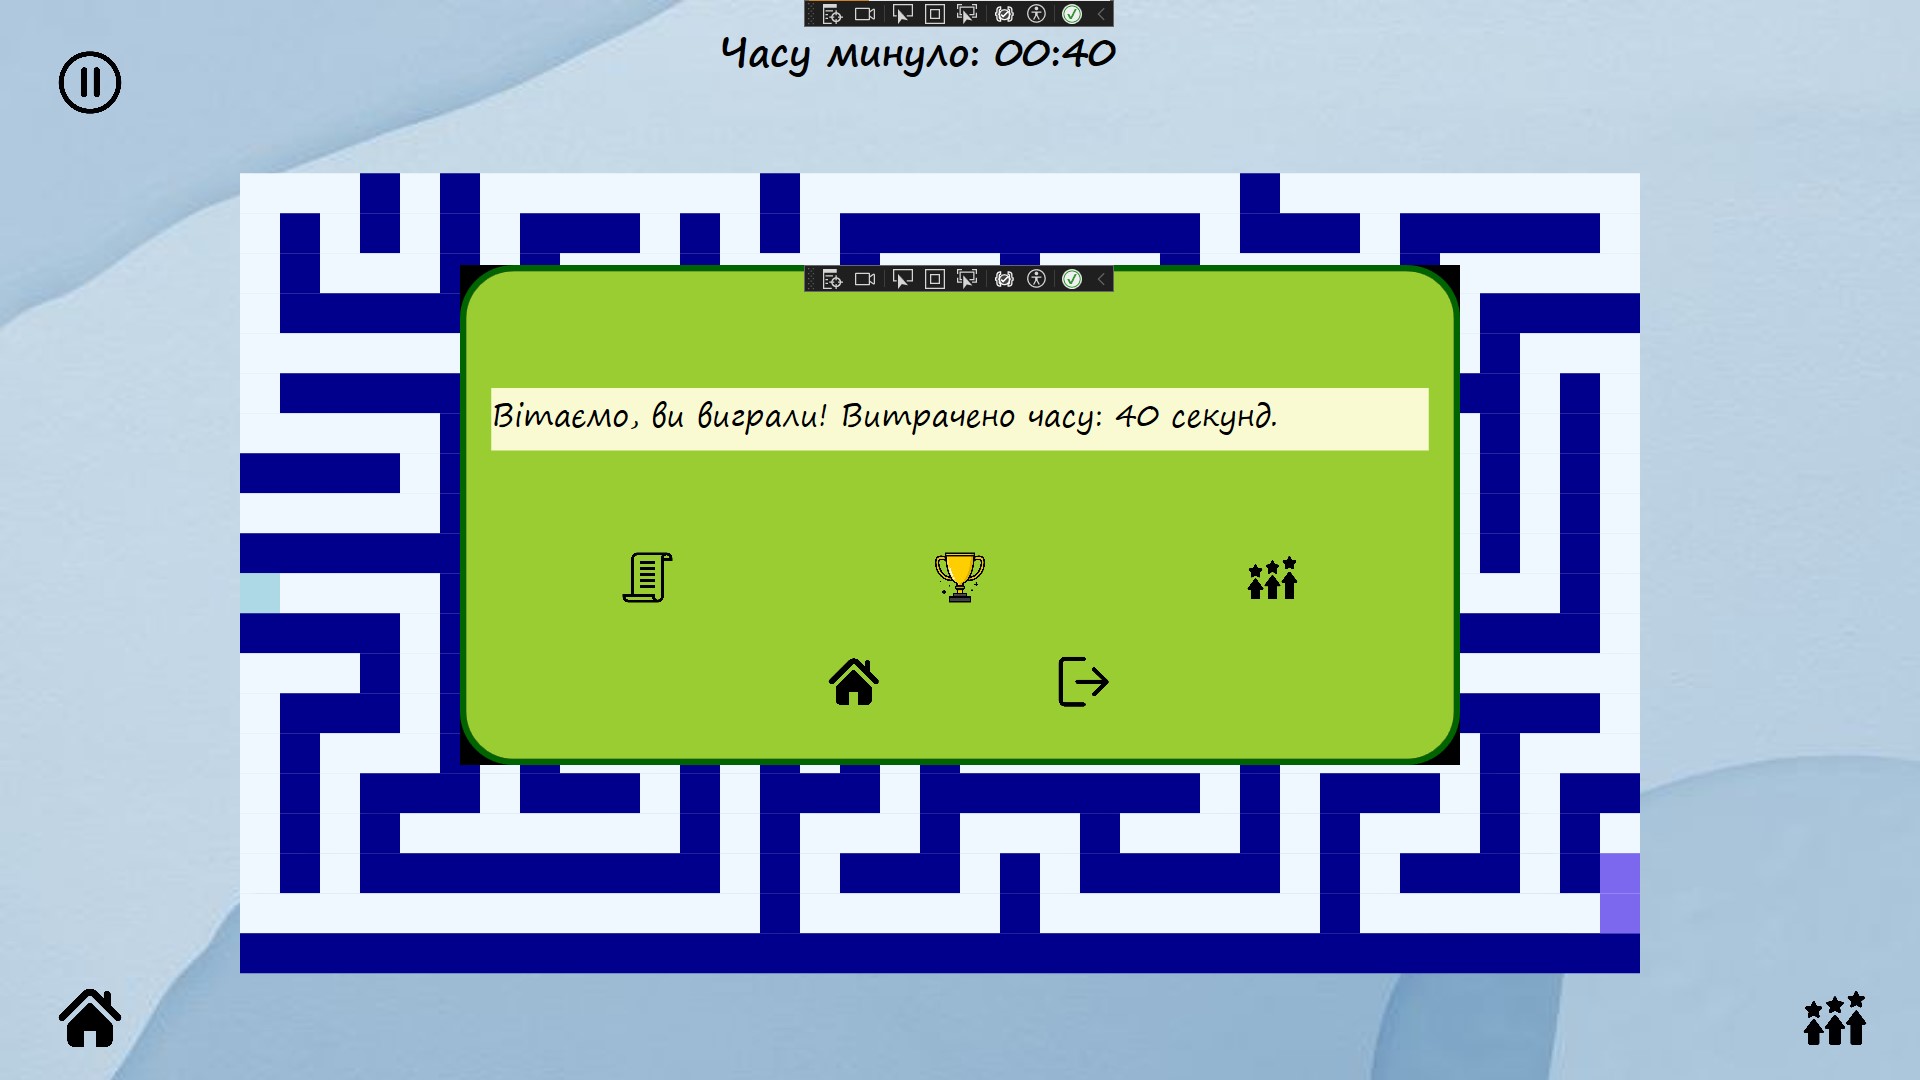 Часу минуло: 00:40
Вітаємо, ви виграли! Витрачено часу: 40 секунд.